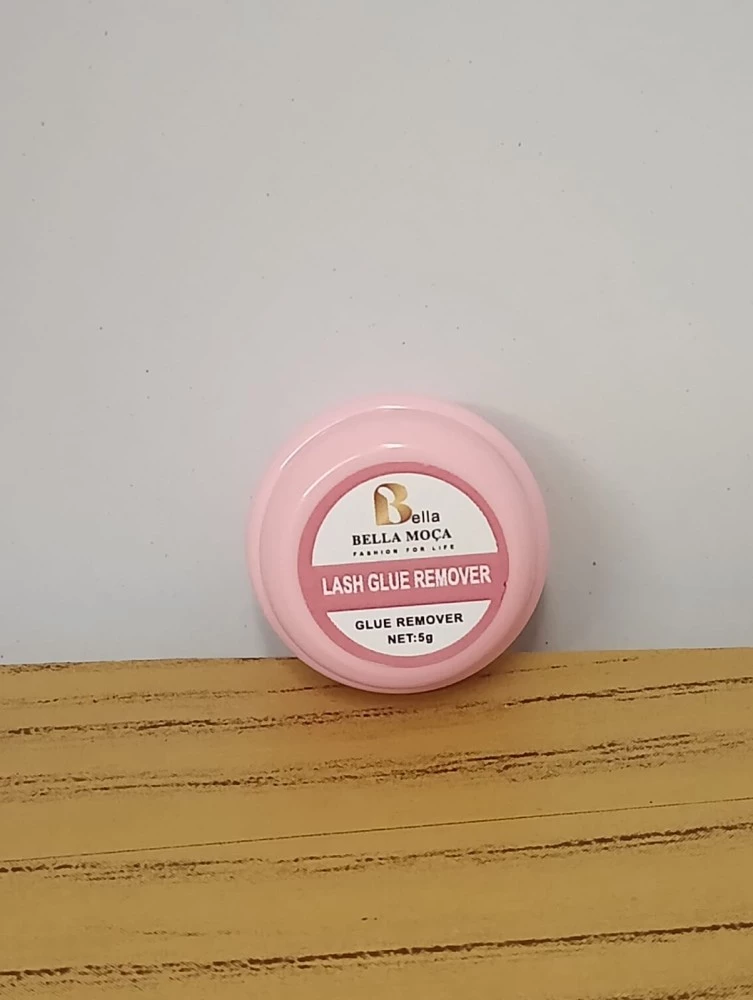 Bella
BELLA MOÇA
FASHION FOR LIFE
LASH GLUE REMOVER
GLUE REMOVER
NET:5g